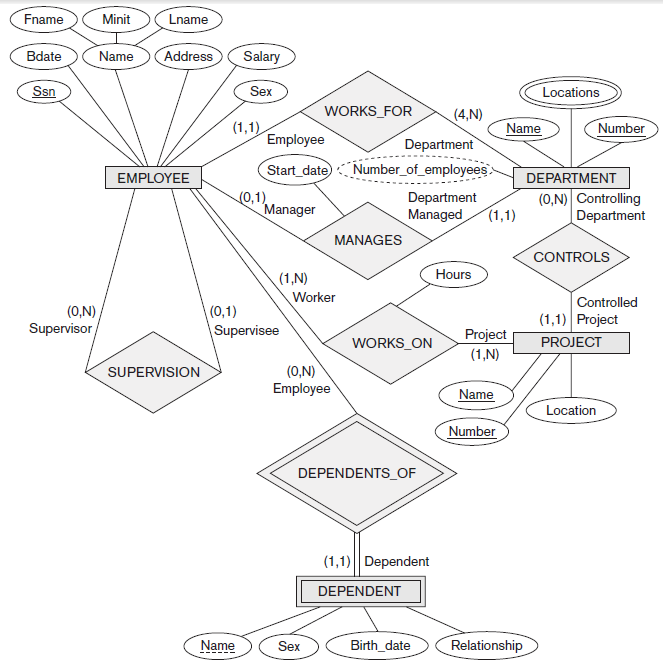 Fname
Minit
Lname
Bdate
Name
Address
Salary
Ssn
Sex
WORKS_FOR
(1,1)
Employee
(4,N)
Department
Locations
Name
Number
Start_date
Number_of_employees
EMPLOYEE
DEPARTMENT
(0,1)
Manager
Department
Managed
(1,1)
(0,N)
Controlling
Department
MANAGES
CONTROLS
(1,N)
Worker
Hours
(0,N)
Supervisor
(0,1)
Supervisee
Controlled
(1,1)
Project
Project
(1,N)
WORKS_ON
PROJECT
SUPERVISION
(0,N)
Employee
Name
Location
Number
DEPENDENTS_OF
(1,1)
Dependent
DEPENDENT
Name
Sex
Birth_date
Relationship